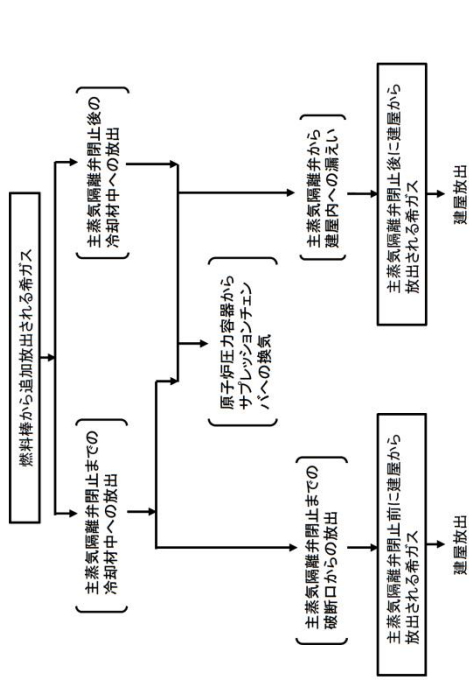 燃料棒から追加放出される希ガス
主蒸気隔離弁閉止までの
冷却材中への放出
主蒸気隔離弁閉止後の
冷却材中への放出
原子炉圧力容器から
サプレッションチェン
バへの換気
主蒸気隔離弁閉止までの
破断口からの放出
主蒸気隔離弁から
建屋内への漏えい
主蒸気隔離弁閉止前に建屋から
放出される希ガス
主蒸気隔離弁閉止後に建屋から
放出される希ガス
建屋放出
建屋放出